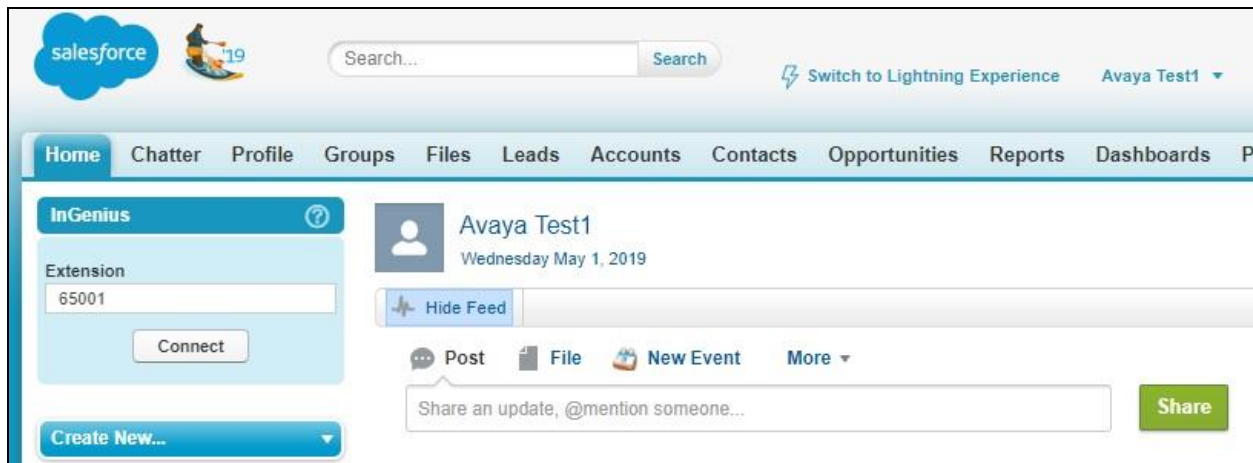 salesforce
'19
Search...
Search
Switch to Lightning Experience
Avaya Test1
Home Chatter Profile Groups Files Leads Accounts Contacts Opportunities Reports Dashboards P
InGenius
?
Extension
65001
Connect
Create New...
Avaya Test1
Wednesday May 1, 2019
Hide Feed
Post File New Event More
Share an update, @mention someone...
Share